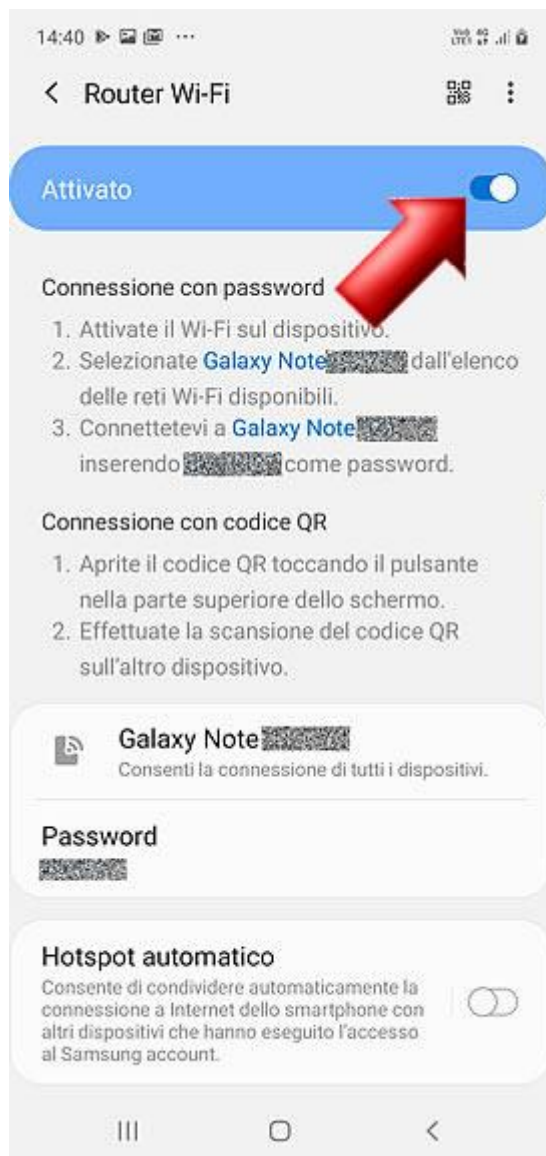 14:40
Router Wi-Fi
Attivato
Connessione con password
1. Attivate il Wi-Fi sul dispositivo.
2. Selezionate Galaxy Note dall'elenco
delle reti Wi-Fi disponibili.
3. Connettetevi a Galaxy Note
inserendo come password.
Connessione con codice QR
1. Aprite il codice QR toccando il pulsante
nella parte superiore dello schermo.
2. Effettuate la scansione del codice QR
sull'altro dispositivo.
Galaxy Note
Consenti la connessione di tutti i dispositivi.
Password
Hotspot automatico
Consente di condividere automaticamente la
connessione a Internet dello smartphone con
altri dispositivi che hanno eseguito l'accesso
al Samsung account.